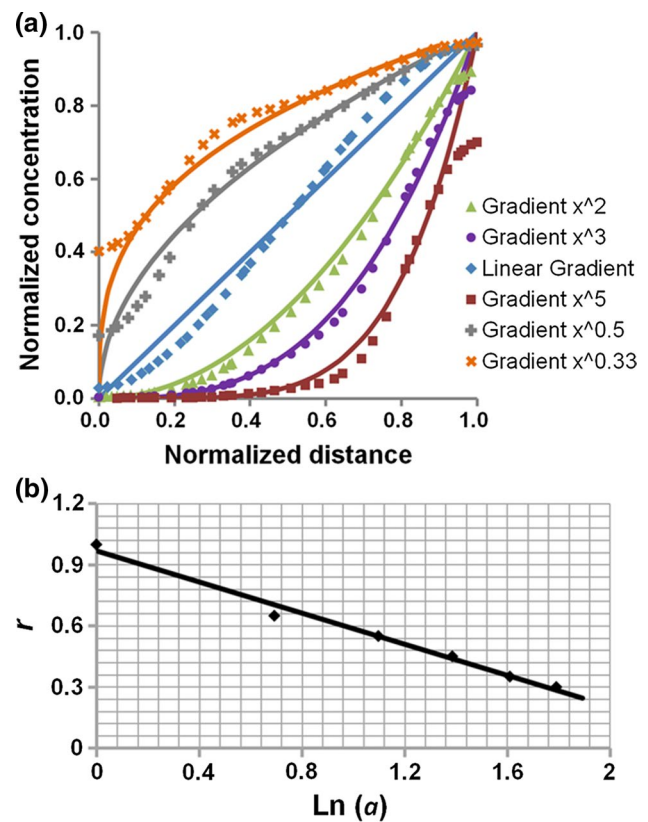 (a)
Normalized concentration
1.0
0.8
0.6
0.4
0.2
0.0
0.0 0.2 0.4 0.6 0.8 1.0
Normalized distance
Gradient x^2
Gradient x^3
Linear Gradient
Gradient x^5
Gradient x^0.5
Gradient x^0.33
(b)
r
1.2
0.9
0.6
0.3
0
0 0.4 0.8 1.2 1.6 2
Ln (a)